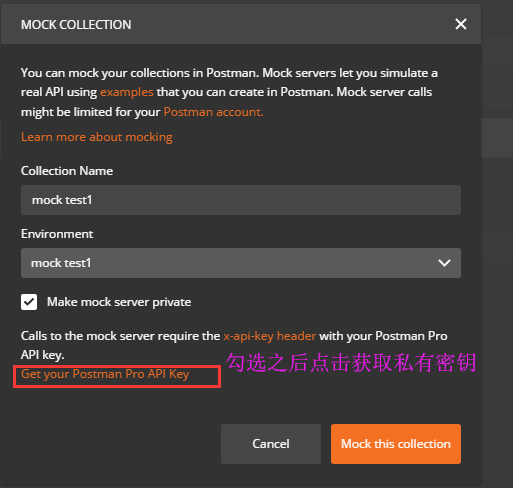 MOCK COLLECTION
You can mock your collections in Postman. Mock servers let you simulate a
real API using examples that you can create in Postman. Mock server calls
might be limited for your Postman account.
Learn more about mocking
Collection Name
mock test1
Environment
mock test1
Make mock server private
Calls to the mock server require the x-api-key header with your Postman Pro
API key.
Get your Postman Pro API Key
勾选之后点击获取私有密钥
Cancel
Mock this collection